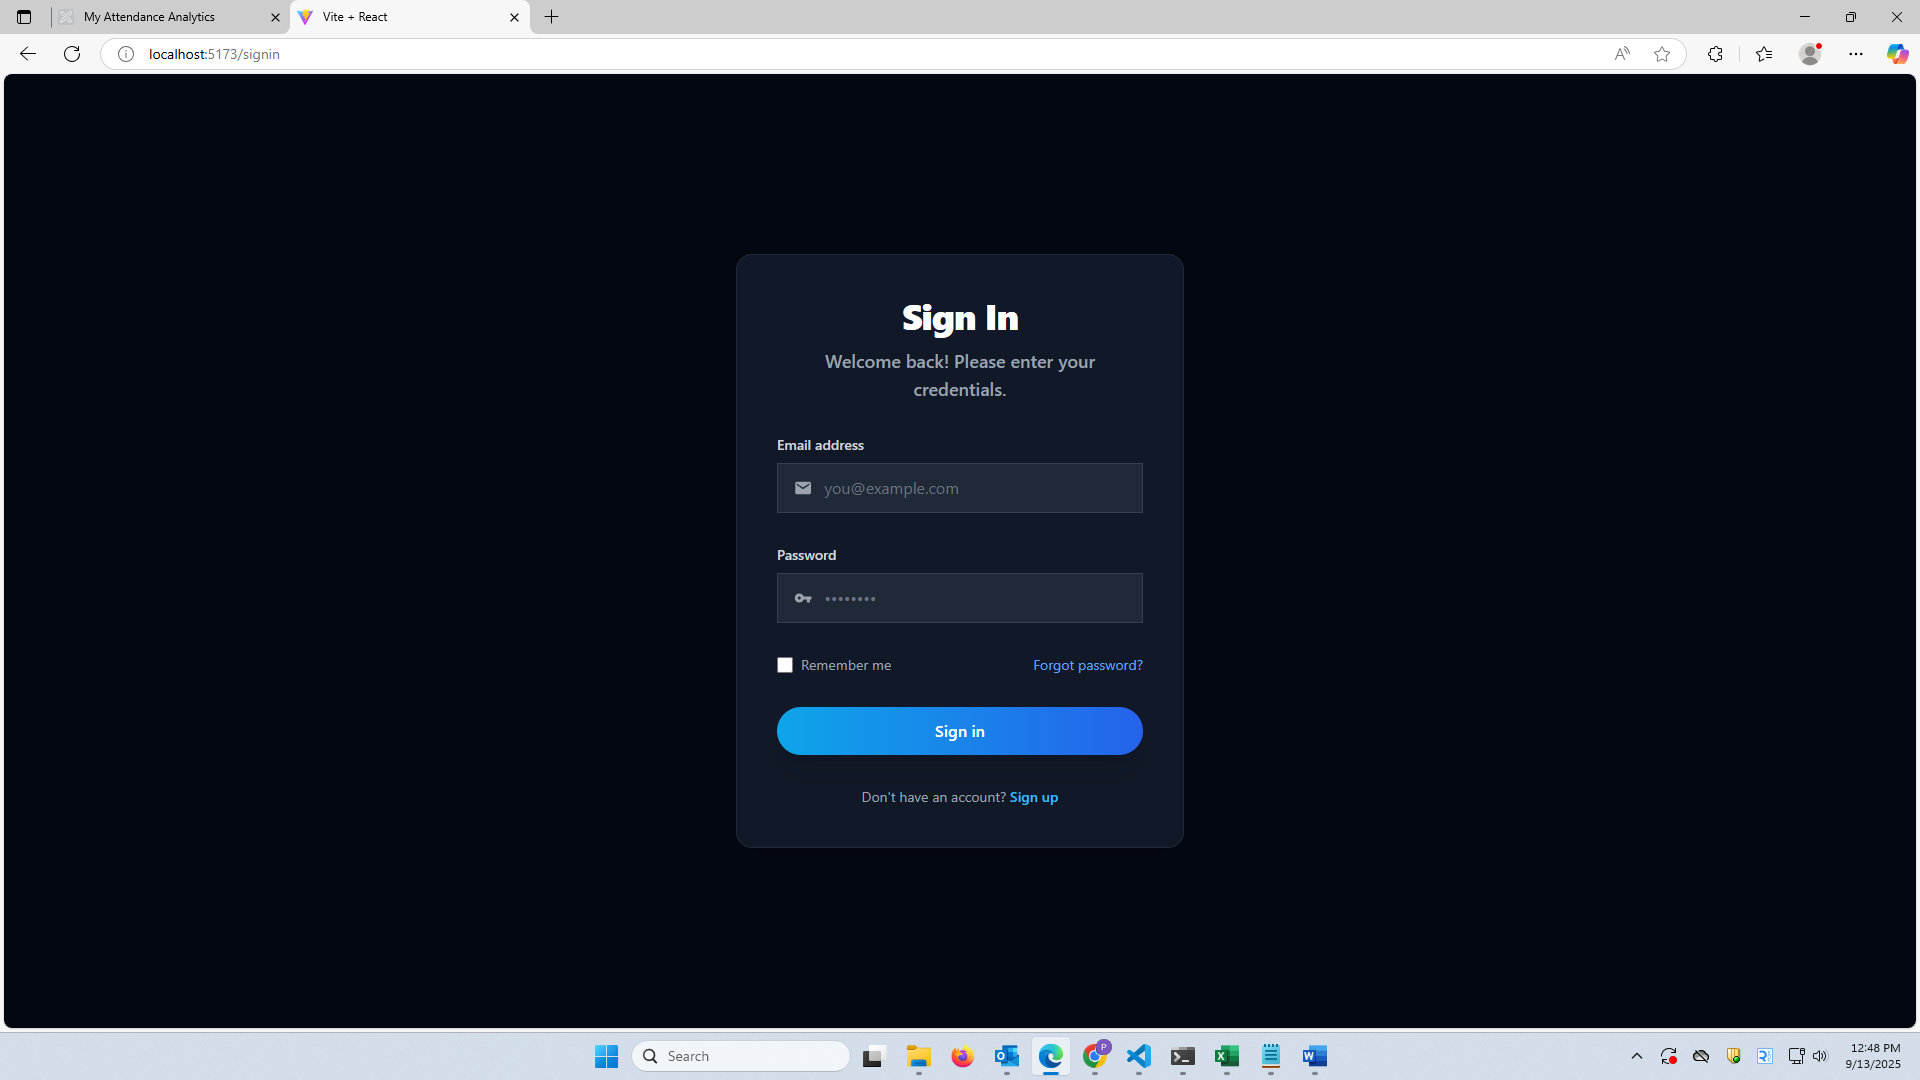 My Attendance Analytics
Vite + React
localhost:5173/signin
Sign In
Welcome back! Please enter your
credentials.
Email address
you@example.com
Password
••••••••
Remember me
Forgot password?
Sign in
Don't have an account? Sign up
Search
P
12:48 PM
9/13/2025